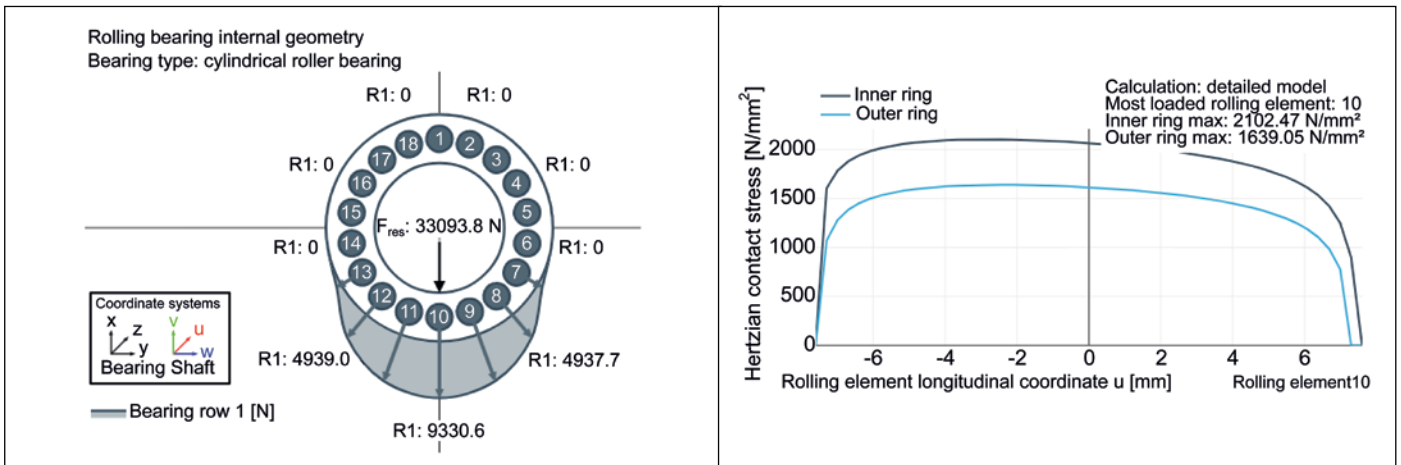 Rolling bearing internal geometry
Bearing type: cylindrical roller bearing
R1: 0
R1: 0
R1: 0
R1: 0
R1: 0
R1: 0
1
2
3
4
5
6
7
8
9
10
11
12
13
14
15
16
17
18
Fres: 33093.8 N
R1: 4939.0
R1: 4937.7
R1: 9330.6
Coordinate systems
x
z
y
v
u
w
Bearing Shaft
Bearing row 1 [N]
Hertzian contact stress [N/mm²]
Inner ring
Outer ring
Calculation: detailed model
Most loaded rolling element: 10
Inner ring max: 2102.47 N/mm²
Outer ring max: 1639.05 N/mm²
2000
1500
1000
500
0
-6
-4
-2
0
2
4
6
Rolling element longitudinal coordinate u [mm]
Rolling element10